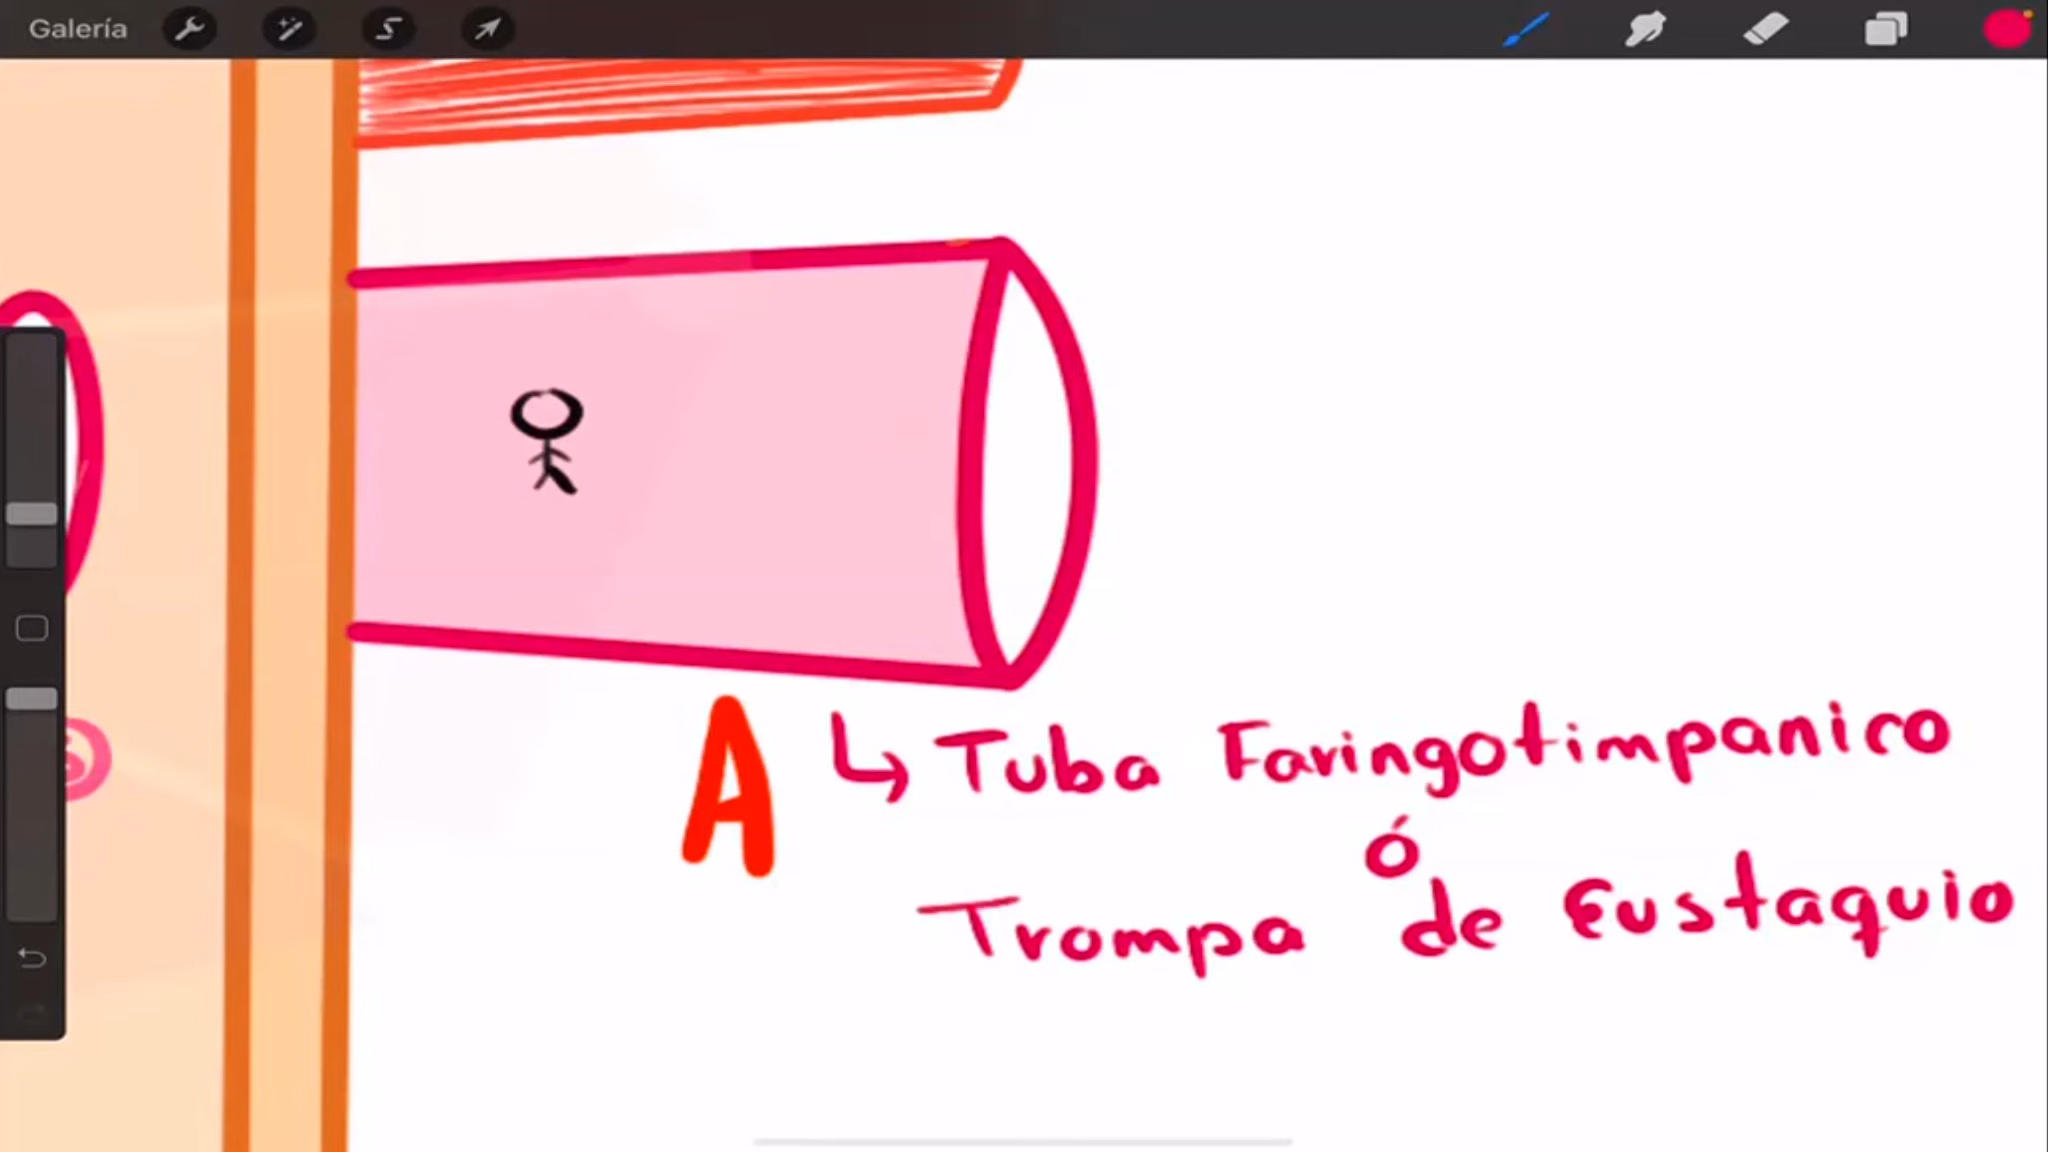 Galería
A
↳ Tuba Faringotimpanico
ó
Trompa de Eustaquio